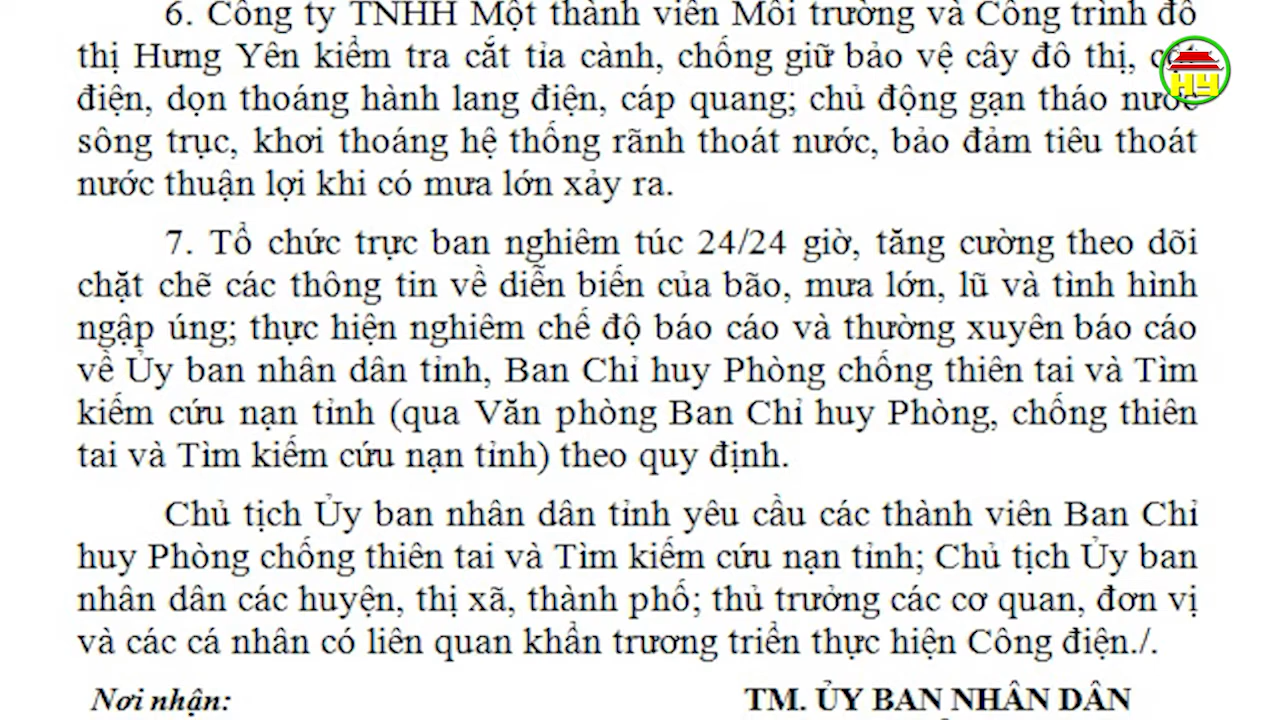 6. Công ty TNHH Một thành viên Môi trường và Công trình đô
thị Hưng Yên kiểm tra cắt tỉa cành, chống giữ bảo vệ cây đô thị, cột
điện, dọn thoáng hành lang điện, cáp quang; chủ động gạn tháo nước
sông trục, khơi thoáng hệ thống rãnh thoát nước, bảo đảm tiêu thoát
nước thuận lợi khi có mưa lớn xảy ra.
7. Tổ chức trực ban nghiêm túc 24/24 giờ, tăng cường theo dõi
chặt chẽ các thông tin về diễn biến của bão, mưa lớn, lũ và tình hình
ngập úng; thực hiện nghiêm chế độ báo cáo và thường xuyên báo cáo
về Ủy ban nhân dân tỉnh, Ban Chỉ huy Phòng chống thiên tai và Tìm
kiếm cứu nạn tỉnh (qua Văn phòng Ban Chỉ huy Phòng, chống thiên
tai và Tìm kiếm cứu nạn tỉnh) theo quy định.
Chủ tịch Ủy ban nhân dân tỉnh yêu cầu các thành viên Ban Chỉ
huy Phòng chống thiên tai và Tìm kiếm cứu nạn tỉnh; Chủ tịch Ủy ban
nhân dân các huyện, thị xã, thành phố; thủ trưởng các cơ quan, đơn vị
và các cá nhân có liên quan khẩn trương triển thực hiện Công điện./.
Nơi nhận:
TM. ỦY BAN NHÂN DÂN
HY